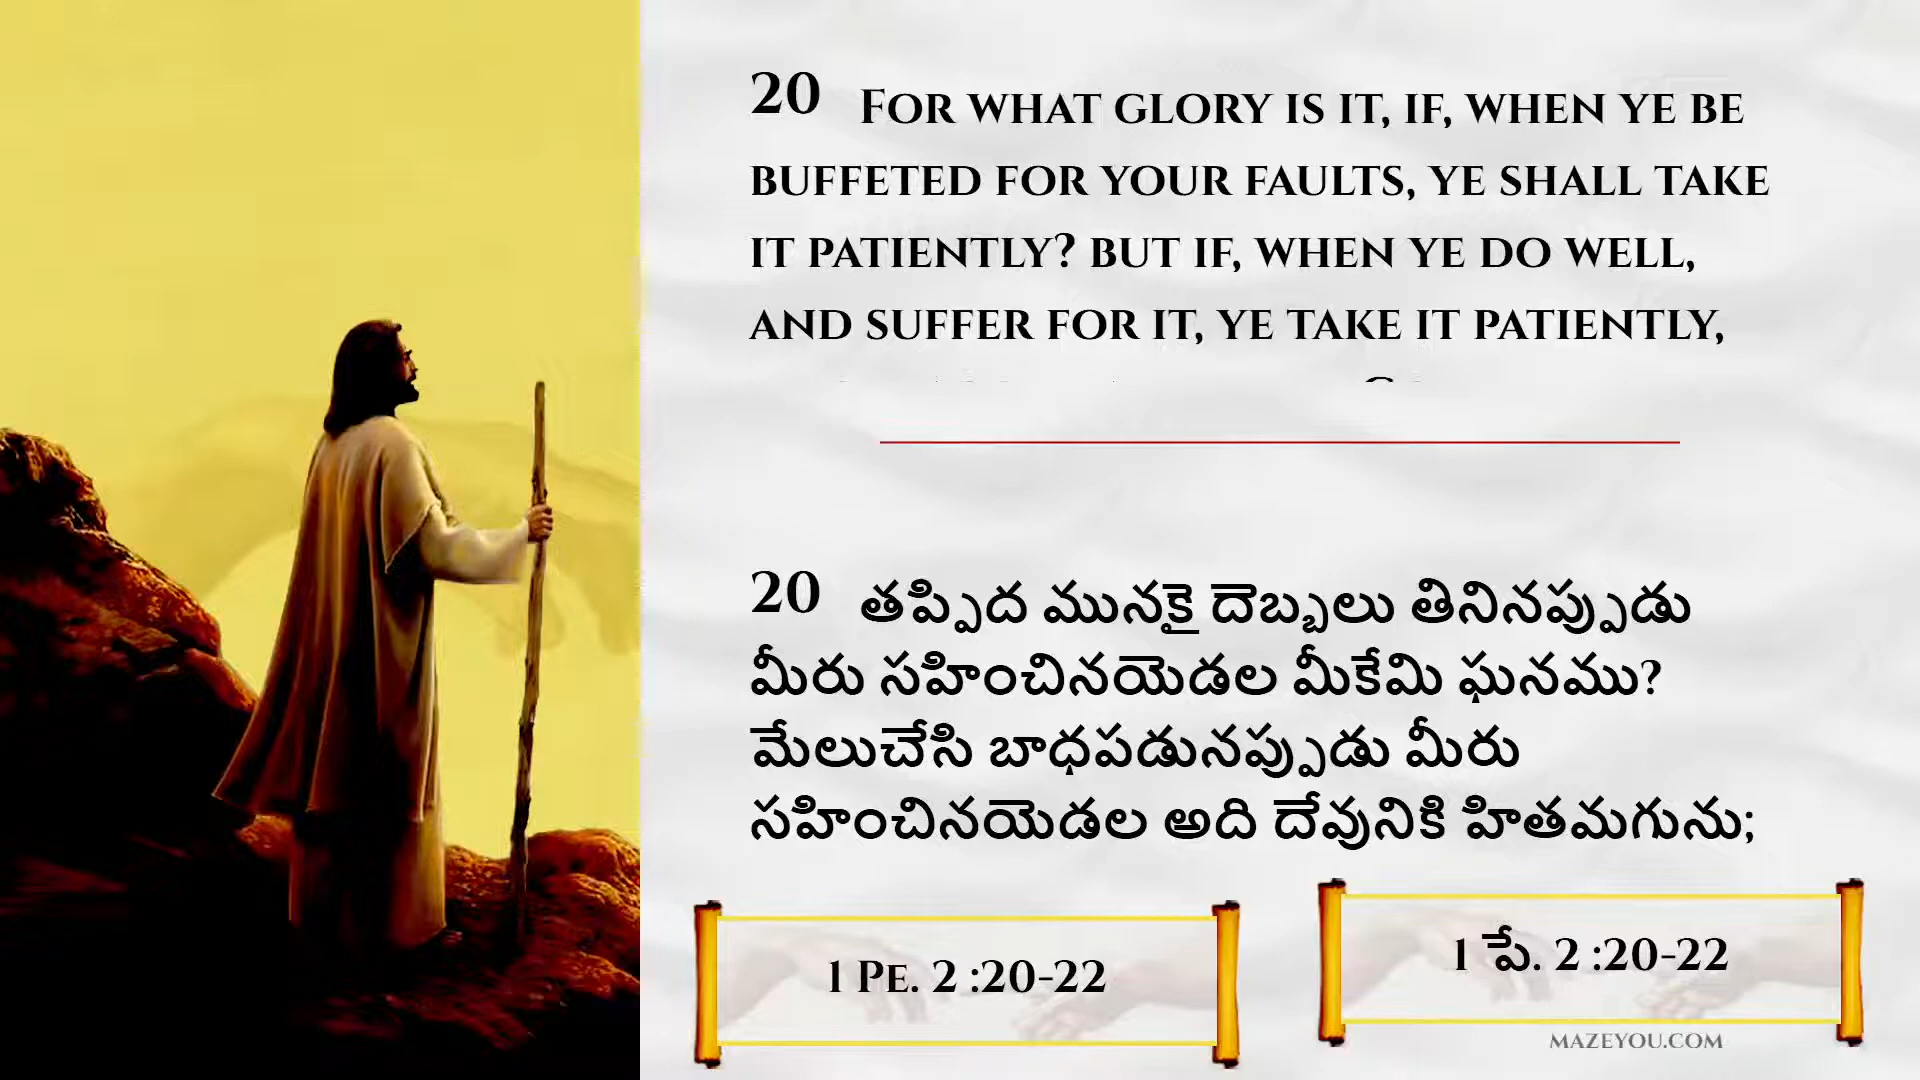 20 For what glory is it, if, when ye be
buffeted for your faults, ye shall take
it patiently? but if, when ye do well,
and suffer for it, ye take it patiently,
20 తప్పిద మునకై దెబ్బలు తినినప్పుడు
మీరు సహించినయెడల మీకేమి ఘనము?
మేలుచేసి బాధపడునప్పుడు మీరు
సహించినయెడల అది దేవునికి హితమగును;
1 Pe. 2 :20-22
1 పే. 2 :20-22
MAZEYOU.COM